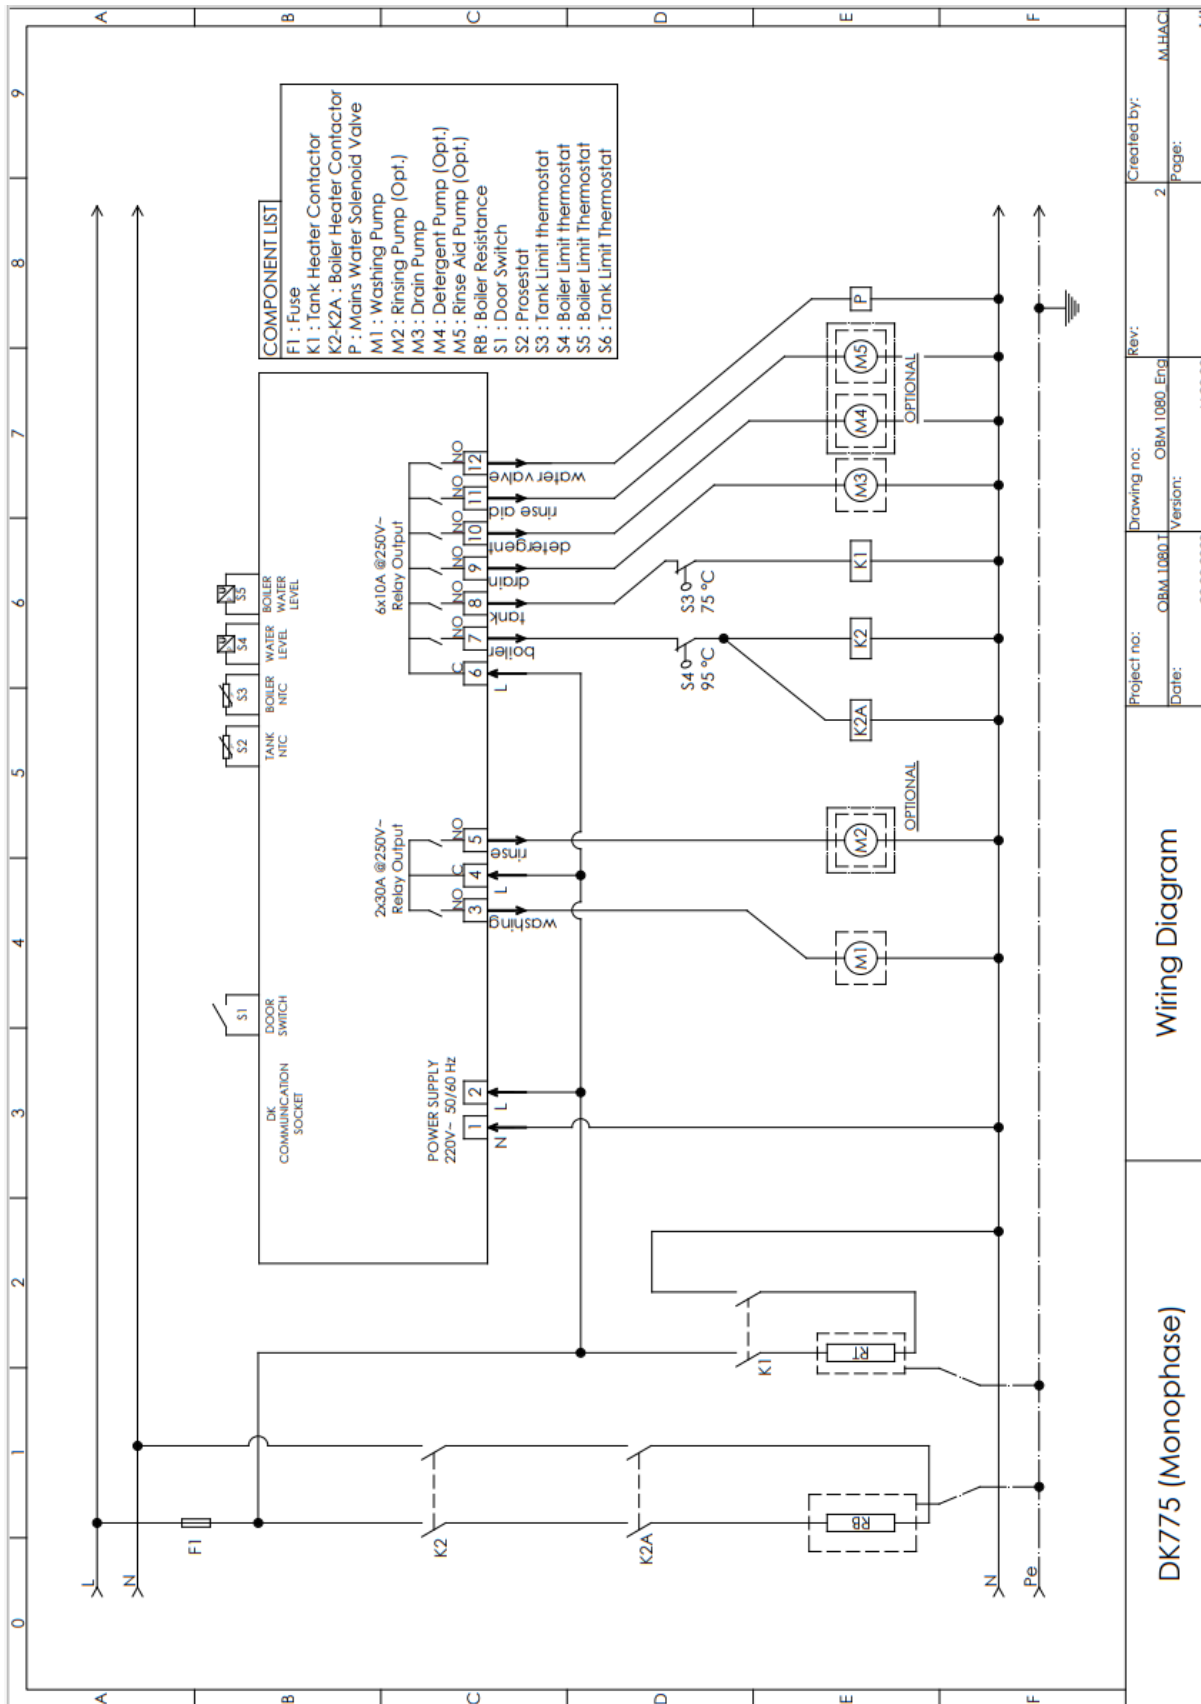 0 1 2 3 4 5 6 7 8 9
A
B
C
D
E
F
A
B
C
D
E
F
L
N
F1
K2
K2A
RB
K1
RT
N
Pe
DK
COMMUNICATION
SOCKET
S1
DOOR
SWITCH
S2
TANK
NTC
S3
BOILER
NTC
S4
WATER
LEVEL
S5
BOILER
WATER
LEVEL
POWER SUPPLY
220V~ 50/60 Hz
1 2
N L
2x30A @250V~
Relay Output
NO C NO
3 4 5
washing L rinse
6x10A @250V~
Relay Output
C NO NO NO NO NO NO
6 7 8 9 10 11 12
L boiler tank drain detergent rinse aid water valve
S4
95 °C
S3
75 °C
M1
M2
OPTIONAL
K2A
K2
K1
M3
M4
M5
OPTIONAL
P
COMPONENT LIST
F1 : Fuse
K1 : Tank Heater Contactor
K2-K2A : Boiler Heater Contactor
P : Mains Water Solenoid Valve
M1 : Washing Pump
M2 : Rinsing Pump (Opt.)
M3 : Drain Pump
M4 : Detergent Pump (Opt.)
M5 : Rinse Aid Pump (Opt.)
RB : Boiler Resistance
S1 : Door Switch
S2 : Prosestat
S3 : Tank Limit thermostat
S4 : Boiler Limit thermostat
S5 : Boiler Limit Thermostat
S6 : Tank Limit Thermostat
DK775 (Monophase)
Wiring Diagram
Project no:
OBM 1080 T
Drawing no:
OBM 1080_Eng
Rev:
2
Created by:
M.HACI
Date:
Version:
Page: